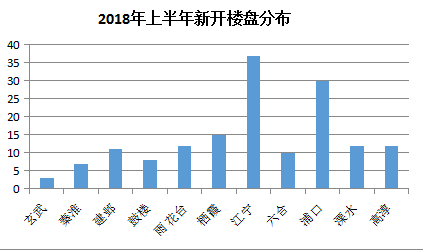 2018年上半年新开楼盘分布
40
35
30
25
20
15
10
5
0
玄武
秦淮
建邺
鼓楼
雨花台
栖霞
江宁
六合
浦口
溧水
高淳